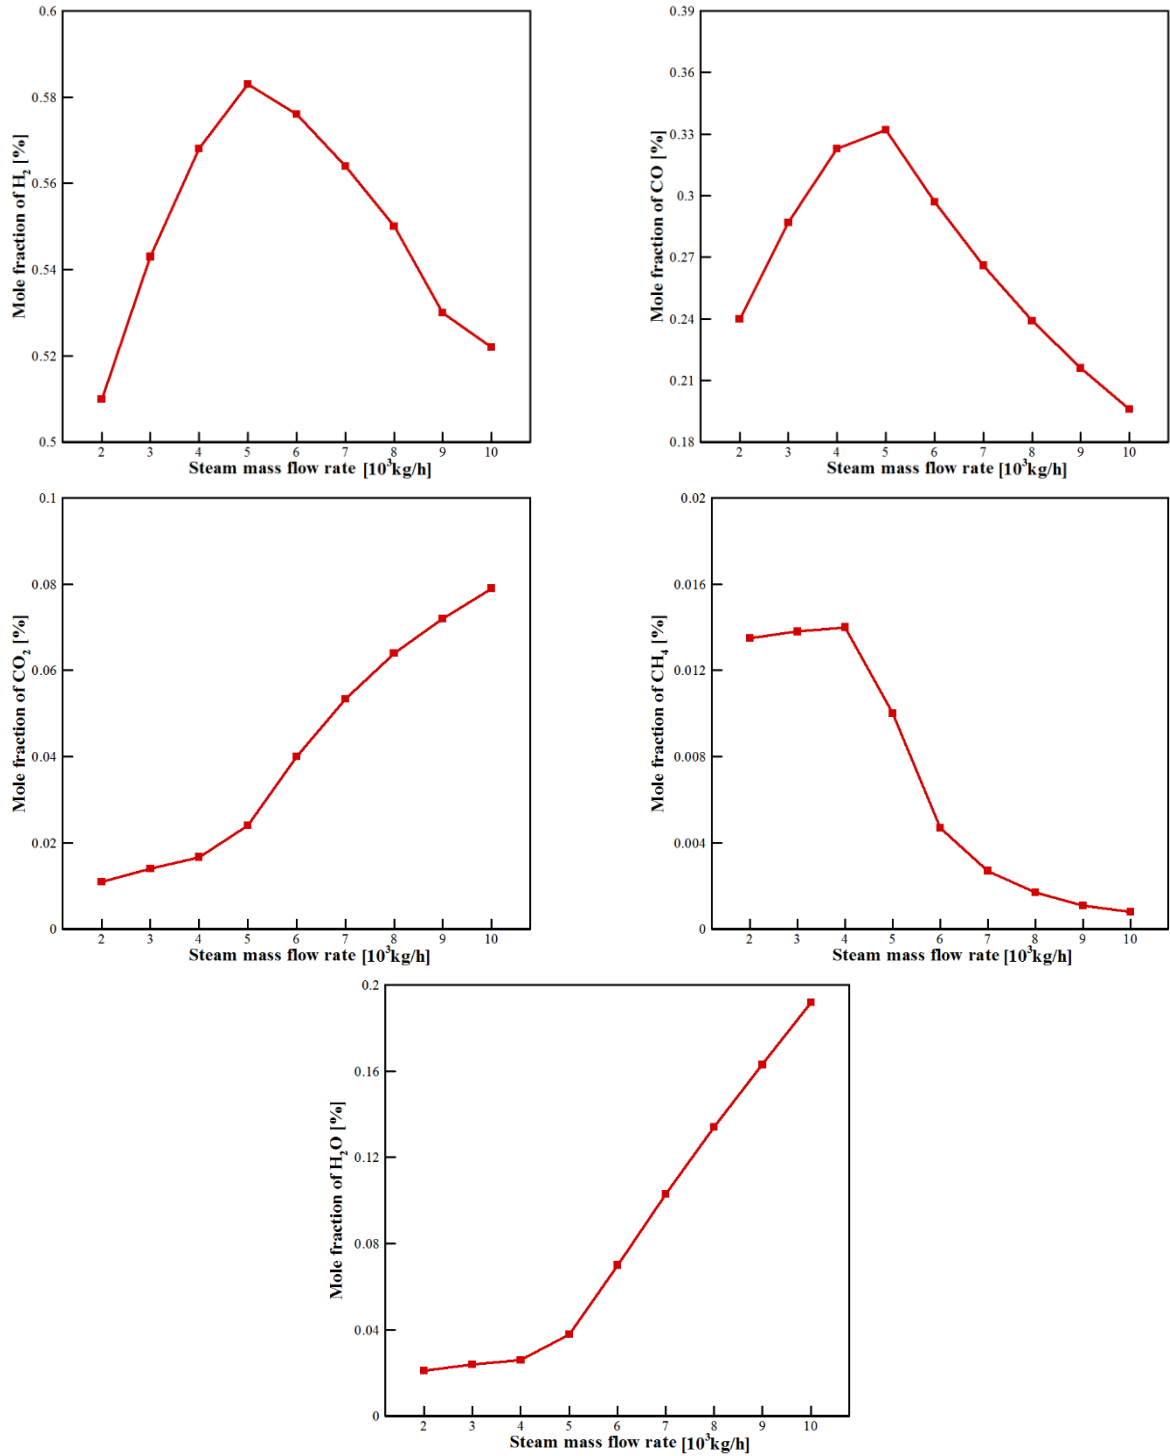 0.6
0.58
0.56
0.54
0.52
0.5
Mole fraction of H₂ [%]
2 3 4 5 6 7 8 9 10
Steam mass flow rate [10³kg/h]
0.39
0.36
0.33
0.3
0.27
0.24
0.21
0.18
Mole fraction of CO [%]
2 3 4 5 6 7 8 9 10
Steam mass flow rate [10³kg/h]
0.1
0.08
0.06
0.04
0.02
0
Mole fraction of CO₂ [%]
2 3 4 5 6 7 8 9 10
Steam mass flow rate [10³kg/h]
0.02
0.016
0.012
0.008
0.004
0
Mole fraction of CH₄ [%]
2 3 4 5 6 7 8 9 10
Steam mass flow rate [10³kg/h]
0.2
0.16
0.12
0.08
0.04
0
Mole fraction of H₂O [%]
2 3 4 5 6 7 8 9 10
Steam mass flow rate [10³kg/h]